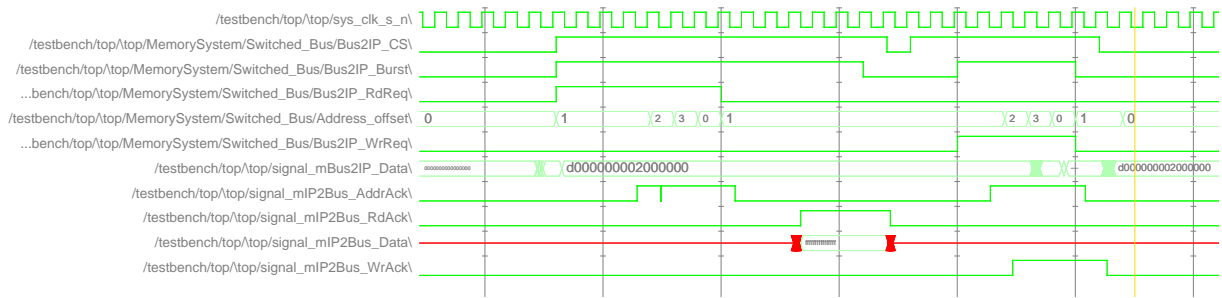 /testbench/top/\top/sys_clk_s_n\
/testbench/top/\top/MemorySystem/Switched_Bus/Bus2IP_CS\
/testbench/top/\top/MemorySystem/Switched_Bus/Bus2IP_Burst\
...bench/top/\top/MemorySystem/Switched_Bus/Bus2IP_RdReq\
/testbench/top/\top/MemorySystem/Switched_Bus/Address_offset\ 0 1 2 3 0 1 2 3 0 1 0
...bench/top/\top/MemorySystem/Switched_Bus/Bus2IP_WrReq\
/testbench/top/\top/signal_mBus2IP_Data\ 0000000000000000 d000000002000000 d000000002000000
/testbench/top/\top/signal_mIP2Bus_AddrAck\
/testbench/top/\top/signal_mIP2Bus_RdAck\
/testbench/top/\top/signal_mIP2Bus_Data\
/testbench/top/\top/signal_mIP2Bus_WrAck\